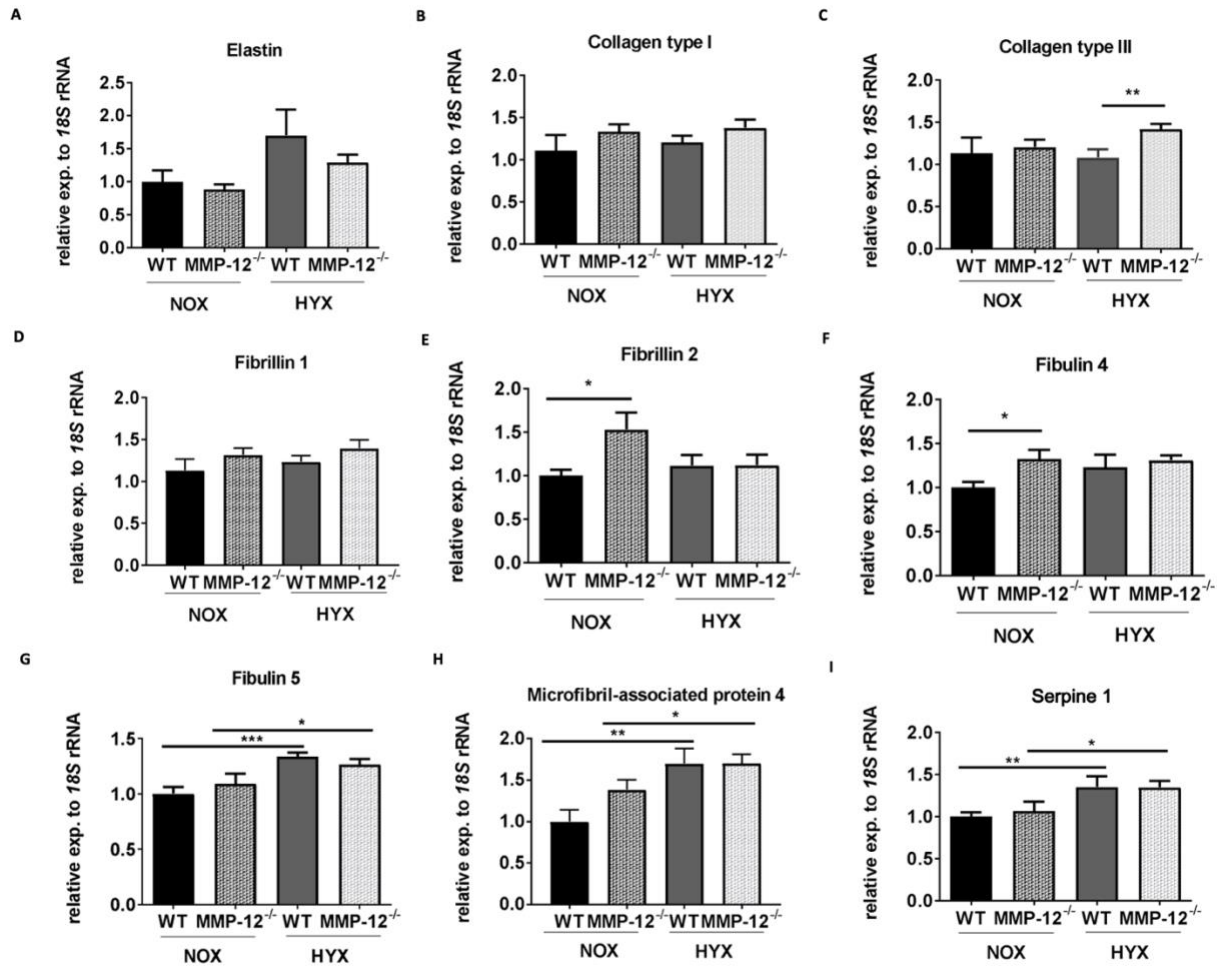 A
Elastin
relative exp. to 18S rRNA
2.5
2.0
1.5
1.0
0.5
0.0
WT MMP-12-/- WT MMP-12-/-
NOX HYX
B
Collagen type I
relative exp. to 18S rRNA
2.0
1.5
1.0
0.5
0.0
WT MMP-12-/- WT MMP-12-/-
NOX HYX
C
Collagen type III
relative exp. to 18S rRNA
2.0
1.5
1.0
0.5
0.0
**
WT MMP-12-/- WT MMP-12-/-
NOX HYX
D
Fibrillin 1
relative exp. to 18S rRNA
2.0
1.5
1.0
0.5
0.0
WT MMP-12-/- WT MMP-12-/-
NOX HYX
E
Fibrillin 2
relative exp. to 18S rRNA
2.0
1.5
1.0
0.5
0.0
*
WT MMP-12-/- WT MMP-12-/-
NOX HYX
F
Fibulin 4
relative exp. to 18S rRNA
2.0
1.5
1.0
0.5
0.0
*
WT MMP-12-/- WT MMP-12-/-
NOX HYX
G
Fibulin 5
relative exp. to 18S rRNA
1.5
1.0
0.5
0.0
*
***
WT MMP-12-/- WT MMP-12-/-
NOX HYX
H
Microfibril-associated protein 4
relative exp. to 18S rRNA
2.0
1.5
1.0
0.5
0.0
*
**
WT MMP-12-/- WT MMP-12-/-
NOX HYX
I
Serpine 1
relative exp. to 18S rRNA
2.0
1.5
1.0
0.5
0.0
*
**
WT MMP-12-/- WT MMP-12-/-
NOX HYX